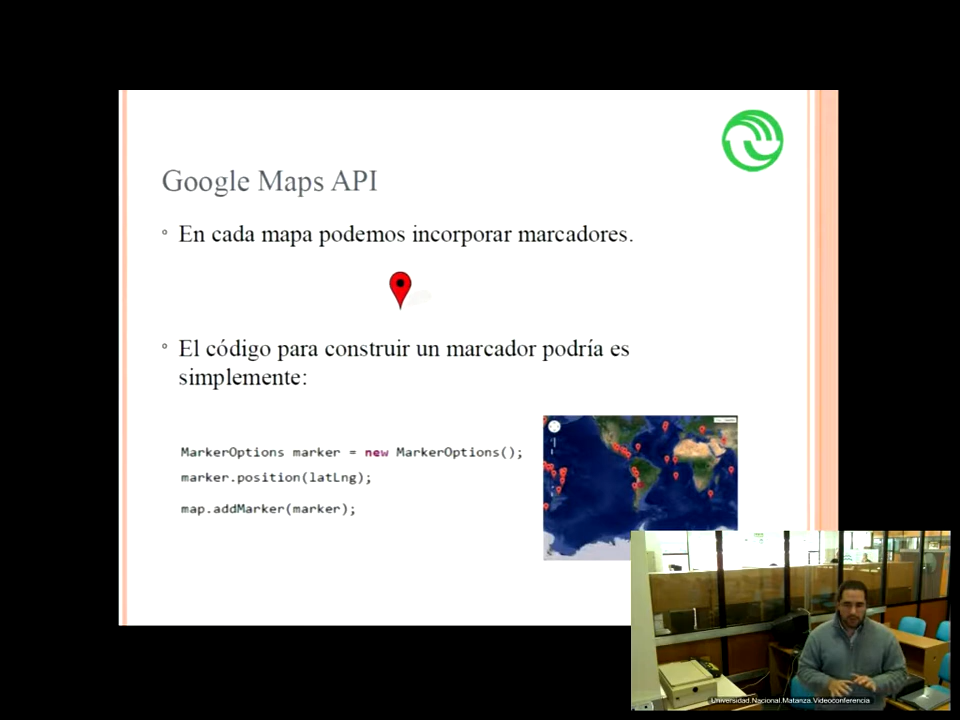 Google Maps API
En cada mapa podemos incorporar marcadores.
El código para construir un marcador podría es
simplemente:
MarkerOptions marker = new MarkerOptions();
marker.position(latLng);
map.addMarker(marker);
Universidad.Nacional.Matanza.Videoconferencia